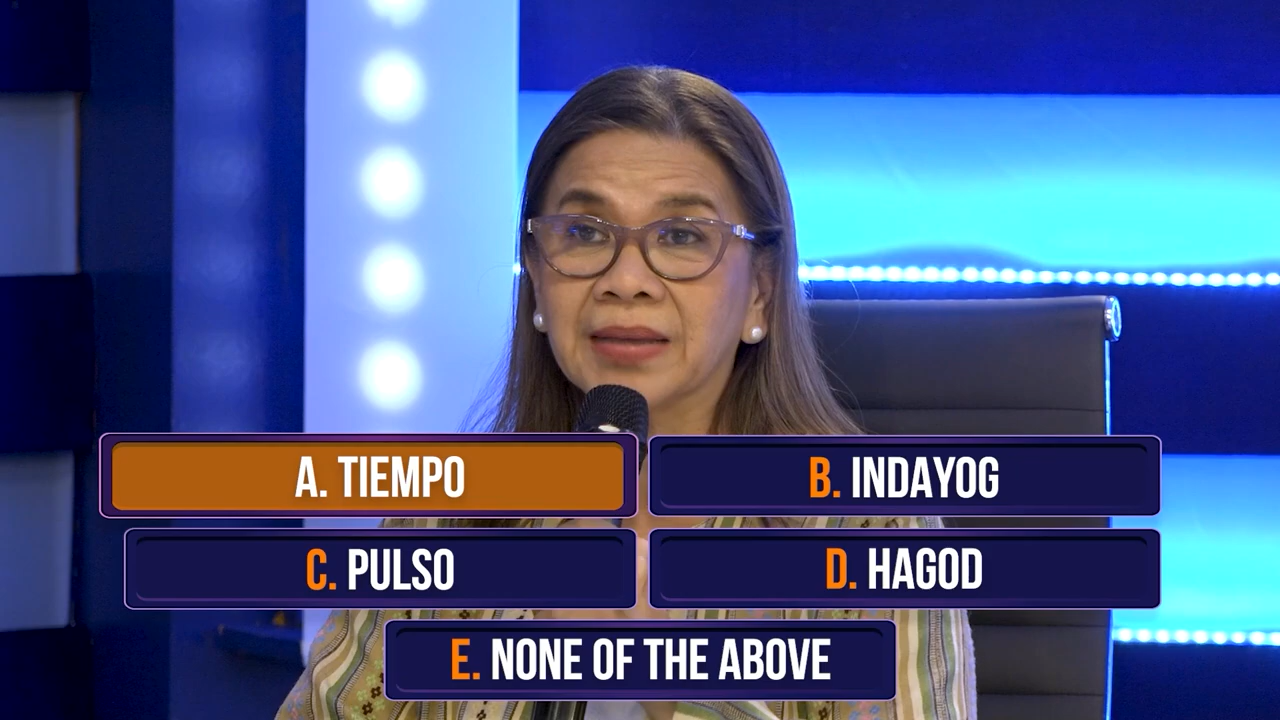 A. TIEMPO
B. INDAYOG
C. PULSO
D. HAGOD
E. NONE OF THE ABOVE